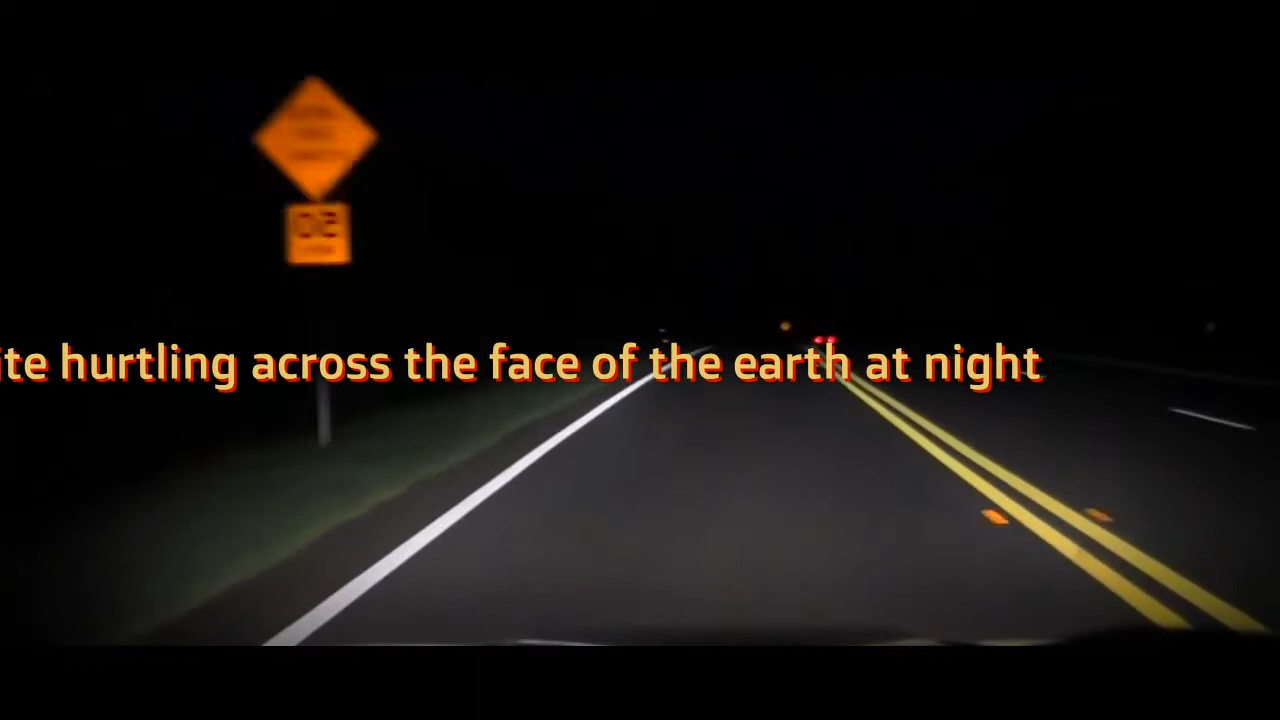 ite hurtling across the face of the earth at night